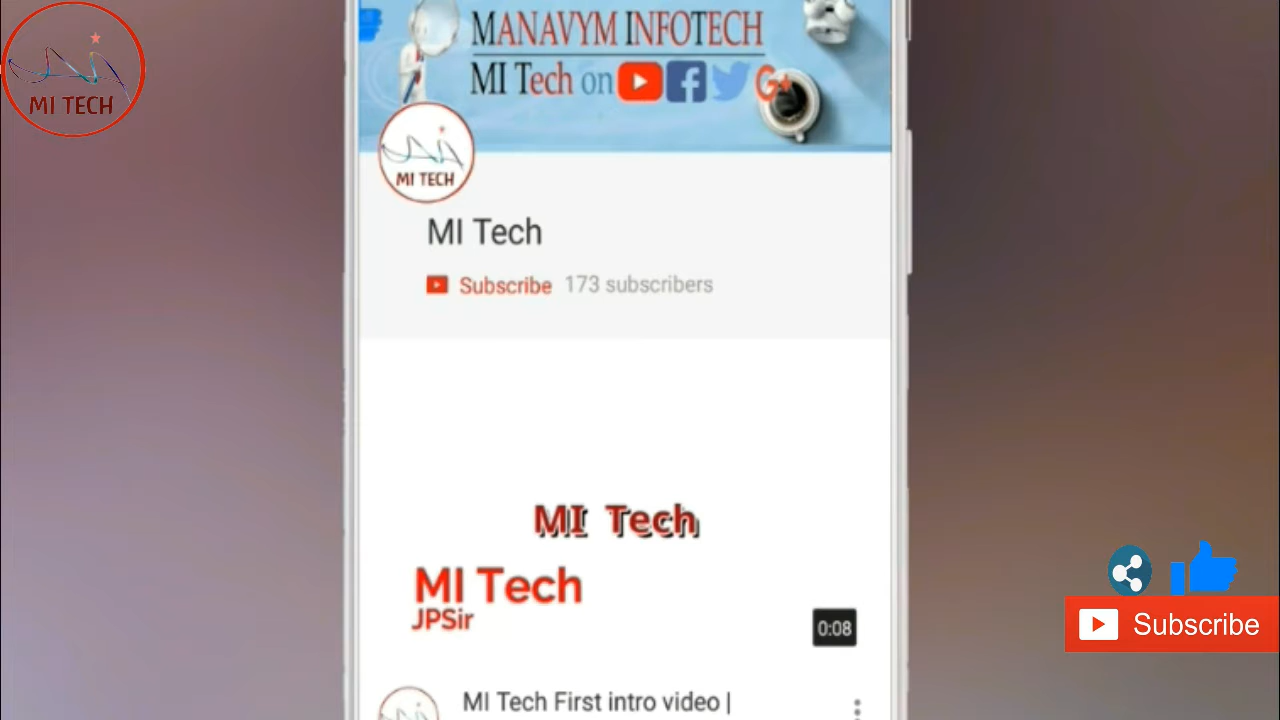 MI TECH
MANAVYM INFOTECH
MI Tech on
MI TECH
MI Tech
Subscribe 173 subscribers
MI Tech
MI Tech
JPSir
0:08
Subscribe
MI Tech First intro video |